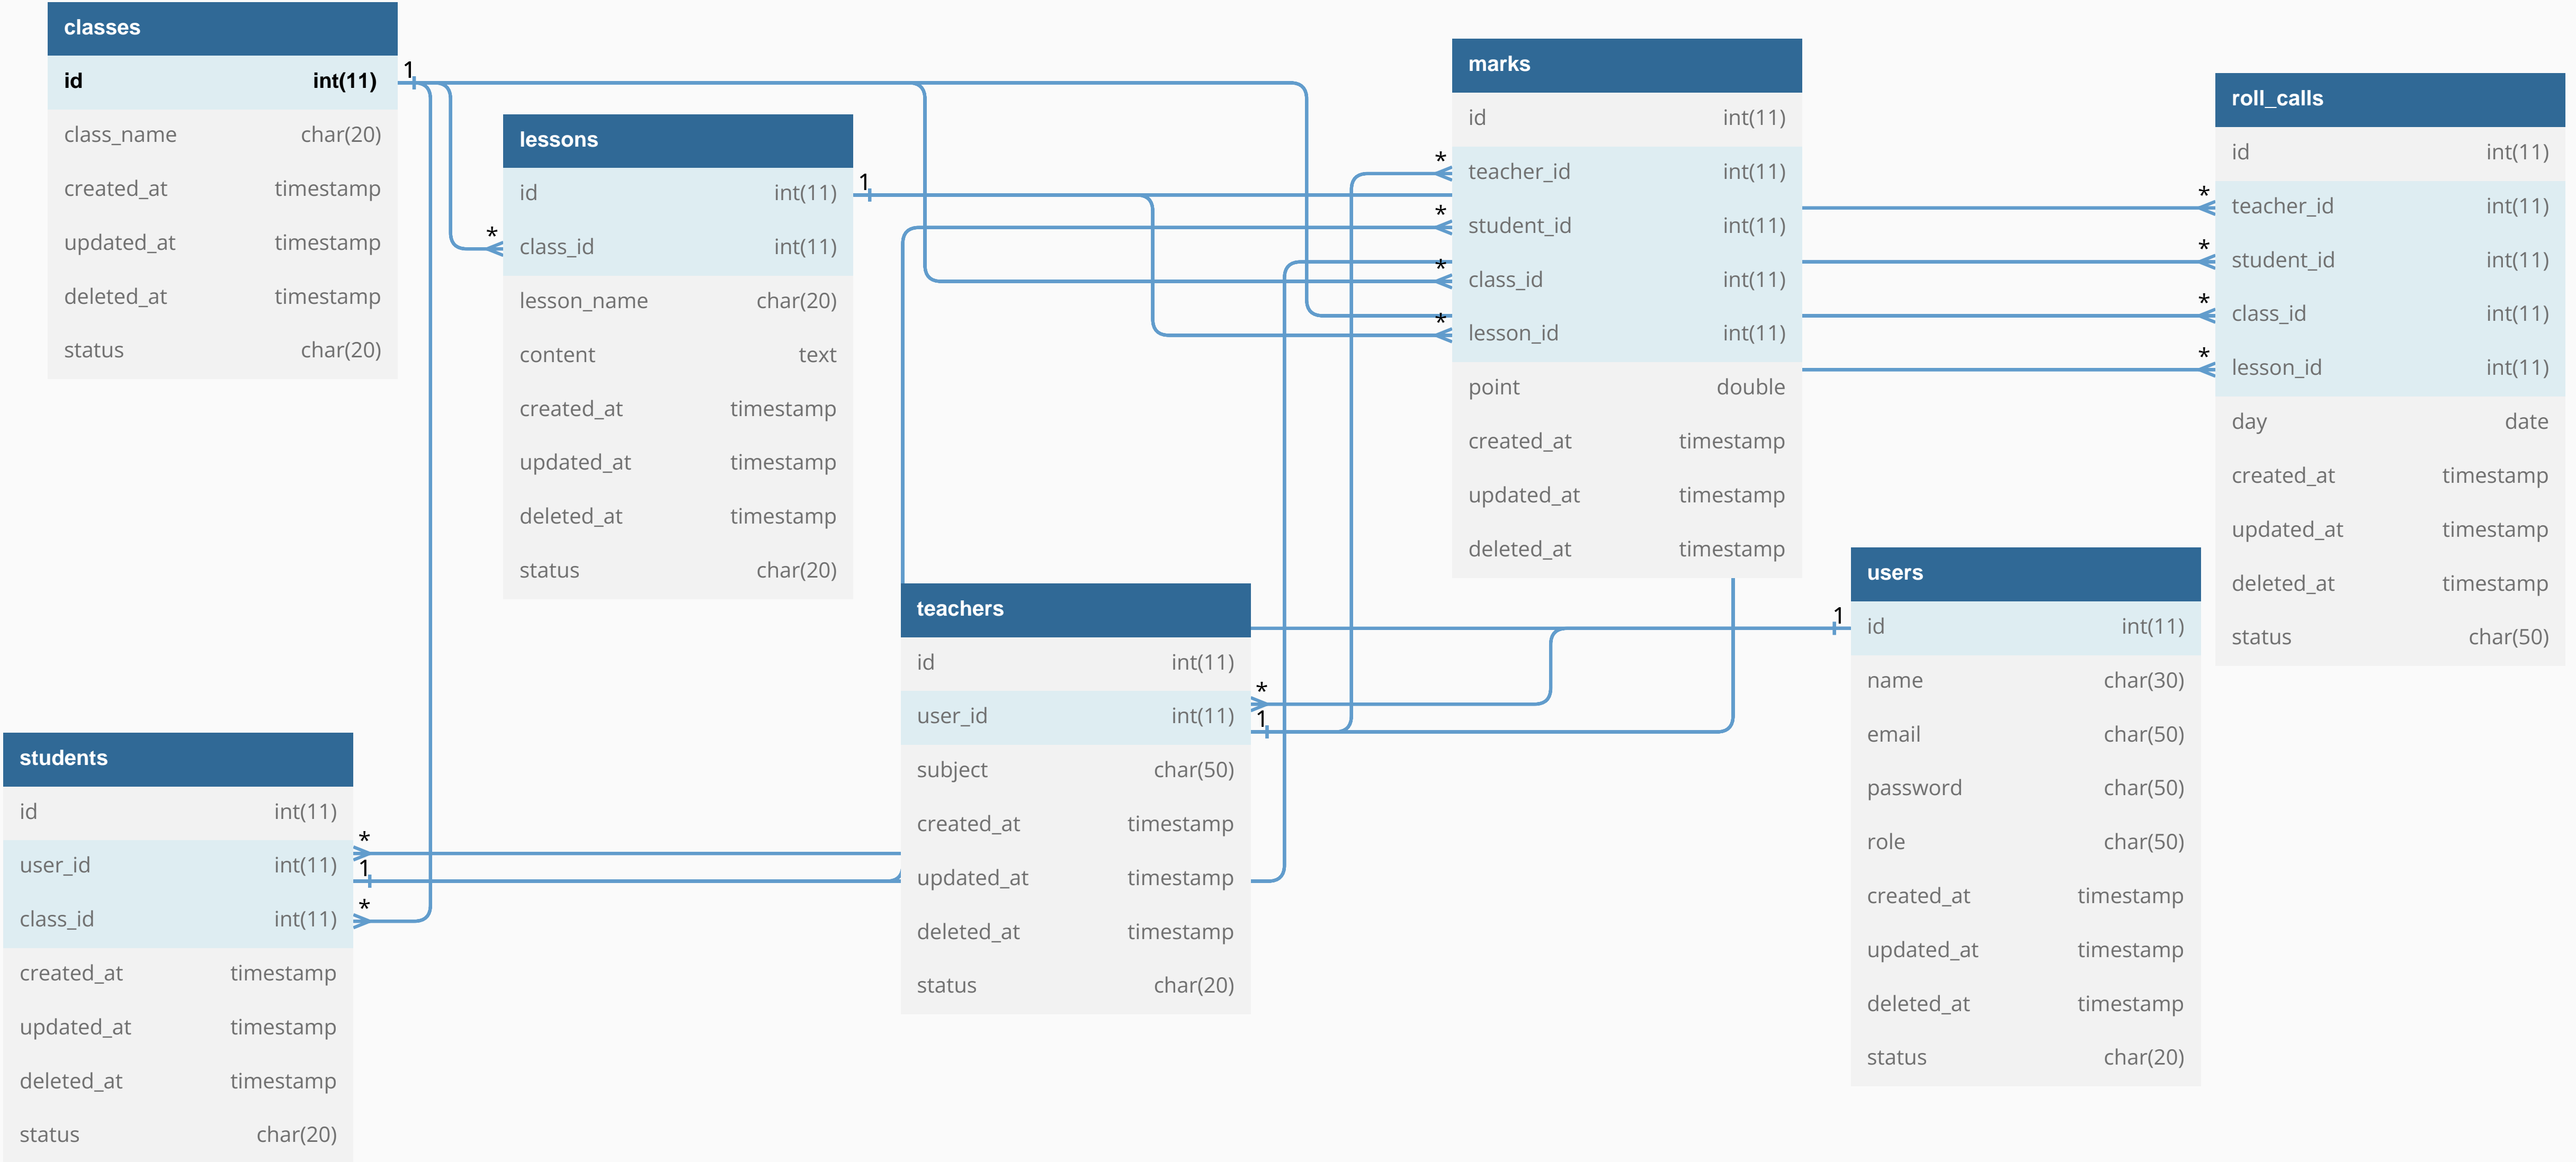 classes
id int(11)
class_name char(20)
created_at timestamp
updated_at timestamp
deleted_at timestamp
status char(20)
1
lessons
id int(11)
class_id int(11)
lesson_name char(20)
content text
created_at timestamp
updated_at timestamp
deleted_at timestamp
status char(20)
1
*
marks
id int(11)
teacher_id int(11)
student_id int(11)
class_id int(11)
lesson_id int(11)
point double
created_at timestamp
updated_at timestamp
deleted_at timestamp
*
*
*
*
roll_calls
id int(11)
teacher_id int(11)
student_id int(11)
class_id int(11)
lesson_id int(11)
day date
created_at timestamp
updated_at timestamp
deleted_at timestamp
status char(50)
*
*
*
*
teachers
id int(11)
user_id int(11)
subject char(50)
created_at timestamp
updated_at timestamp
deleted_at timestamp
status char(20)
*
1
users
id int(11)
name char(30)
email char(50)
password char(50)
role char(50)
created_at timestamp
updated_at timestamp
deleted_at timestamp
status char(20)
1
students
id int(11)
user_id int(11)
class_id int(11)
created_at timestamp
updated_at timestamp
deleted_at timestamp
status char(20)
*
1
*